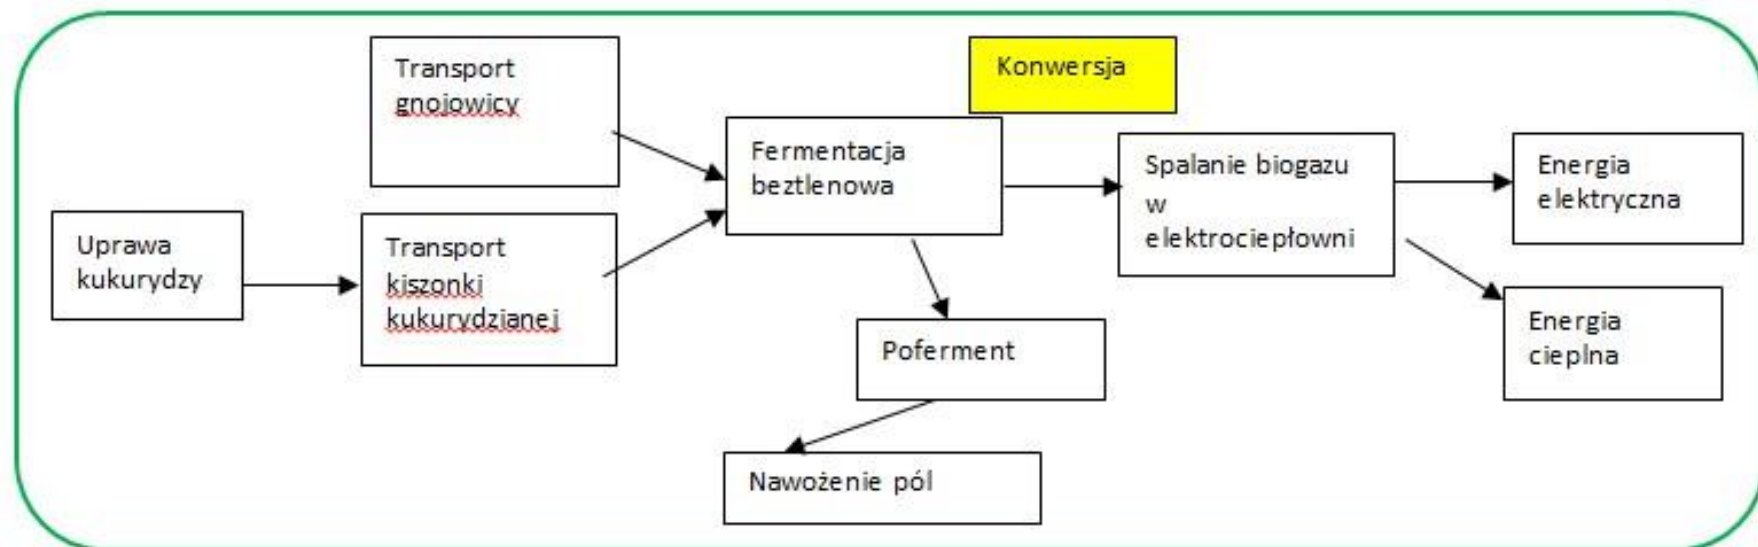 Transport
gnojowicy
Konwersja
Fermentacja
beztlenowa
Spalanie biogazu
w
elektrociepłowni
Energia
elektryczna
Uprawa
kukurydzy
Transport
kiszonki
kukurydzianej
Energia
cieplna
Poferment
Nawożenie pól